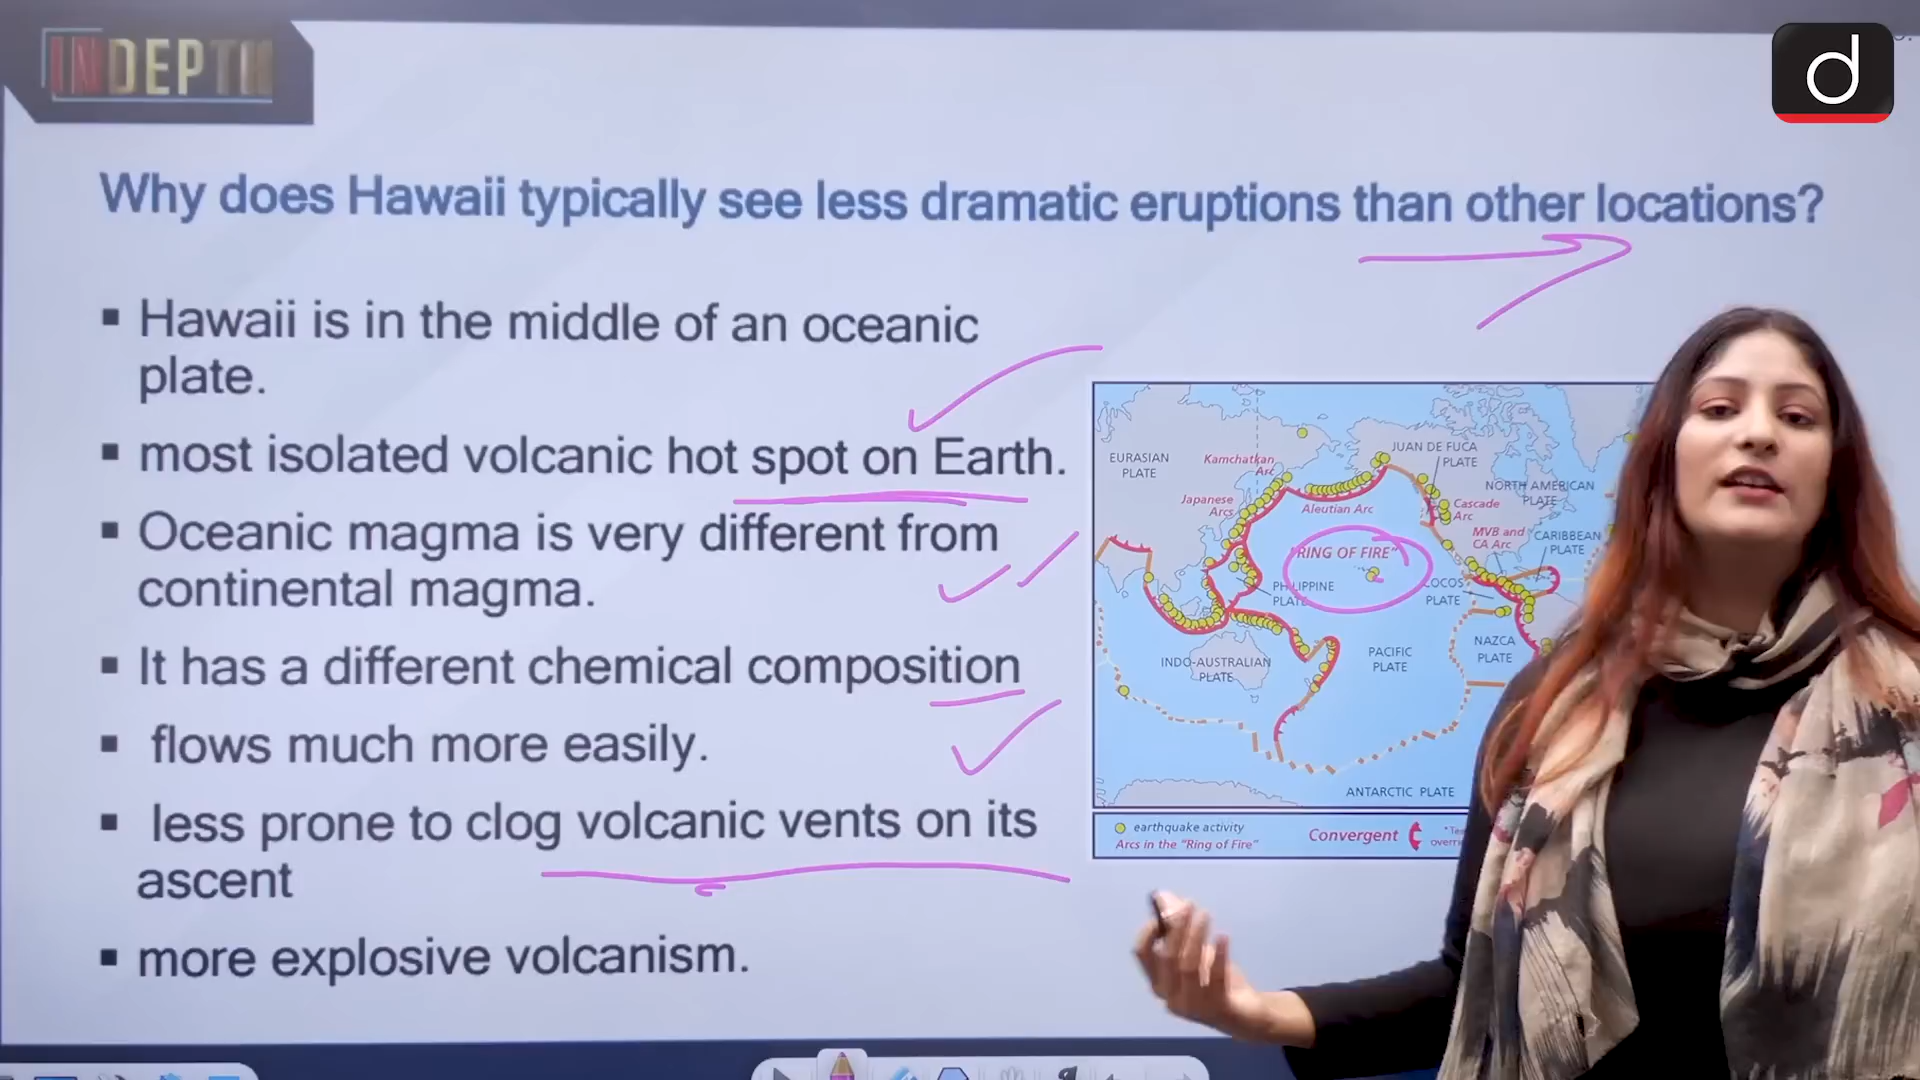 INDEPTH
d
Why does Hawaii typically see less dramatic eruptions than other locations?
▪ Hawaii is in the middle of an oceanic
plate.
▪ most isolated volcanic hot spot on Earth.
▪ Oceanic magma is very different from
continental magma.
▪ It has a different chemical composition
▪ flows much more easily.
▪ less prone to clog volcanic vents on its
ascent
▪ more explosive volcanism.
EURASIAN
PLATE
Kamchatkan
Arc
Japanese
Arcs
Aleutian Arc
JUAN DE FUCA
PLATE
NORTH AMERICAN
PLATE
Cascade
Arc
MVB and
CA Arc
CARIBBEAN
PLATE
"RING OF FIRE"
PHILIPPINE
PLATE
COCOS
PLATE
INDO-AUSTRALIAN
PLATE
PACIFIC
PLATE
NAZCA
PLATE
ANTARCTIC PLATE
earthquake activity
Arcs in the "Ring of Fire"
Convergent